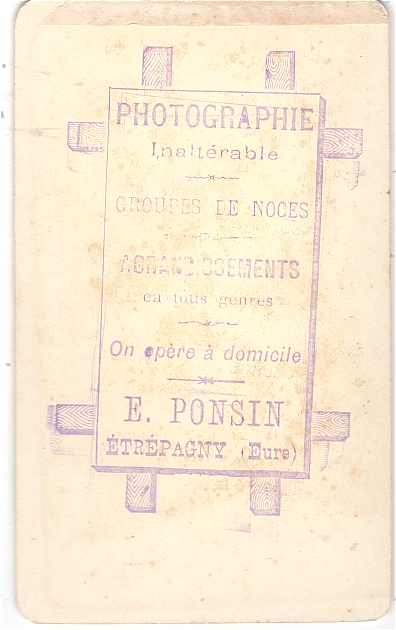 PHOTOGRAPHIE
Inaltérable
GROUPES DE NOCES
AGRANDISSEMENTS
en tous genres
On opère à domicile
E. PONSIN
ÉTRÉPAGNY (Eure)